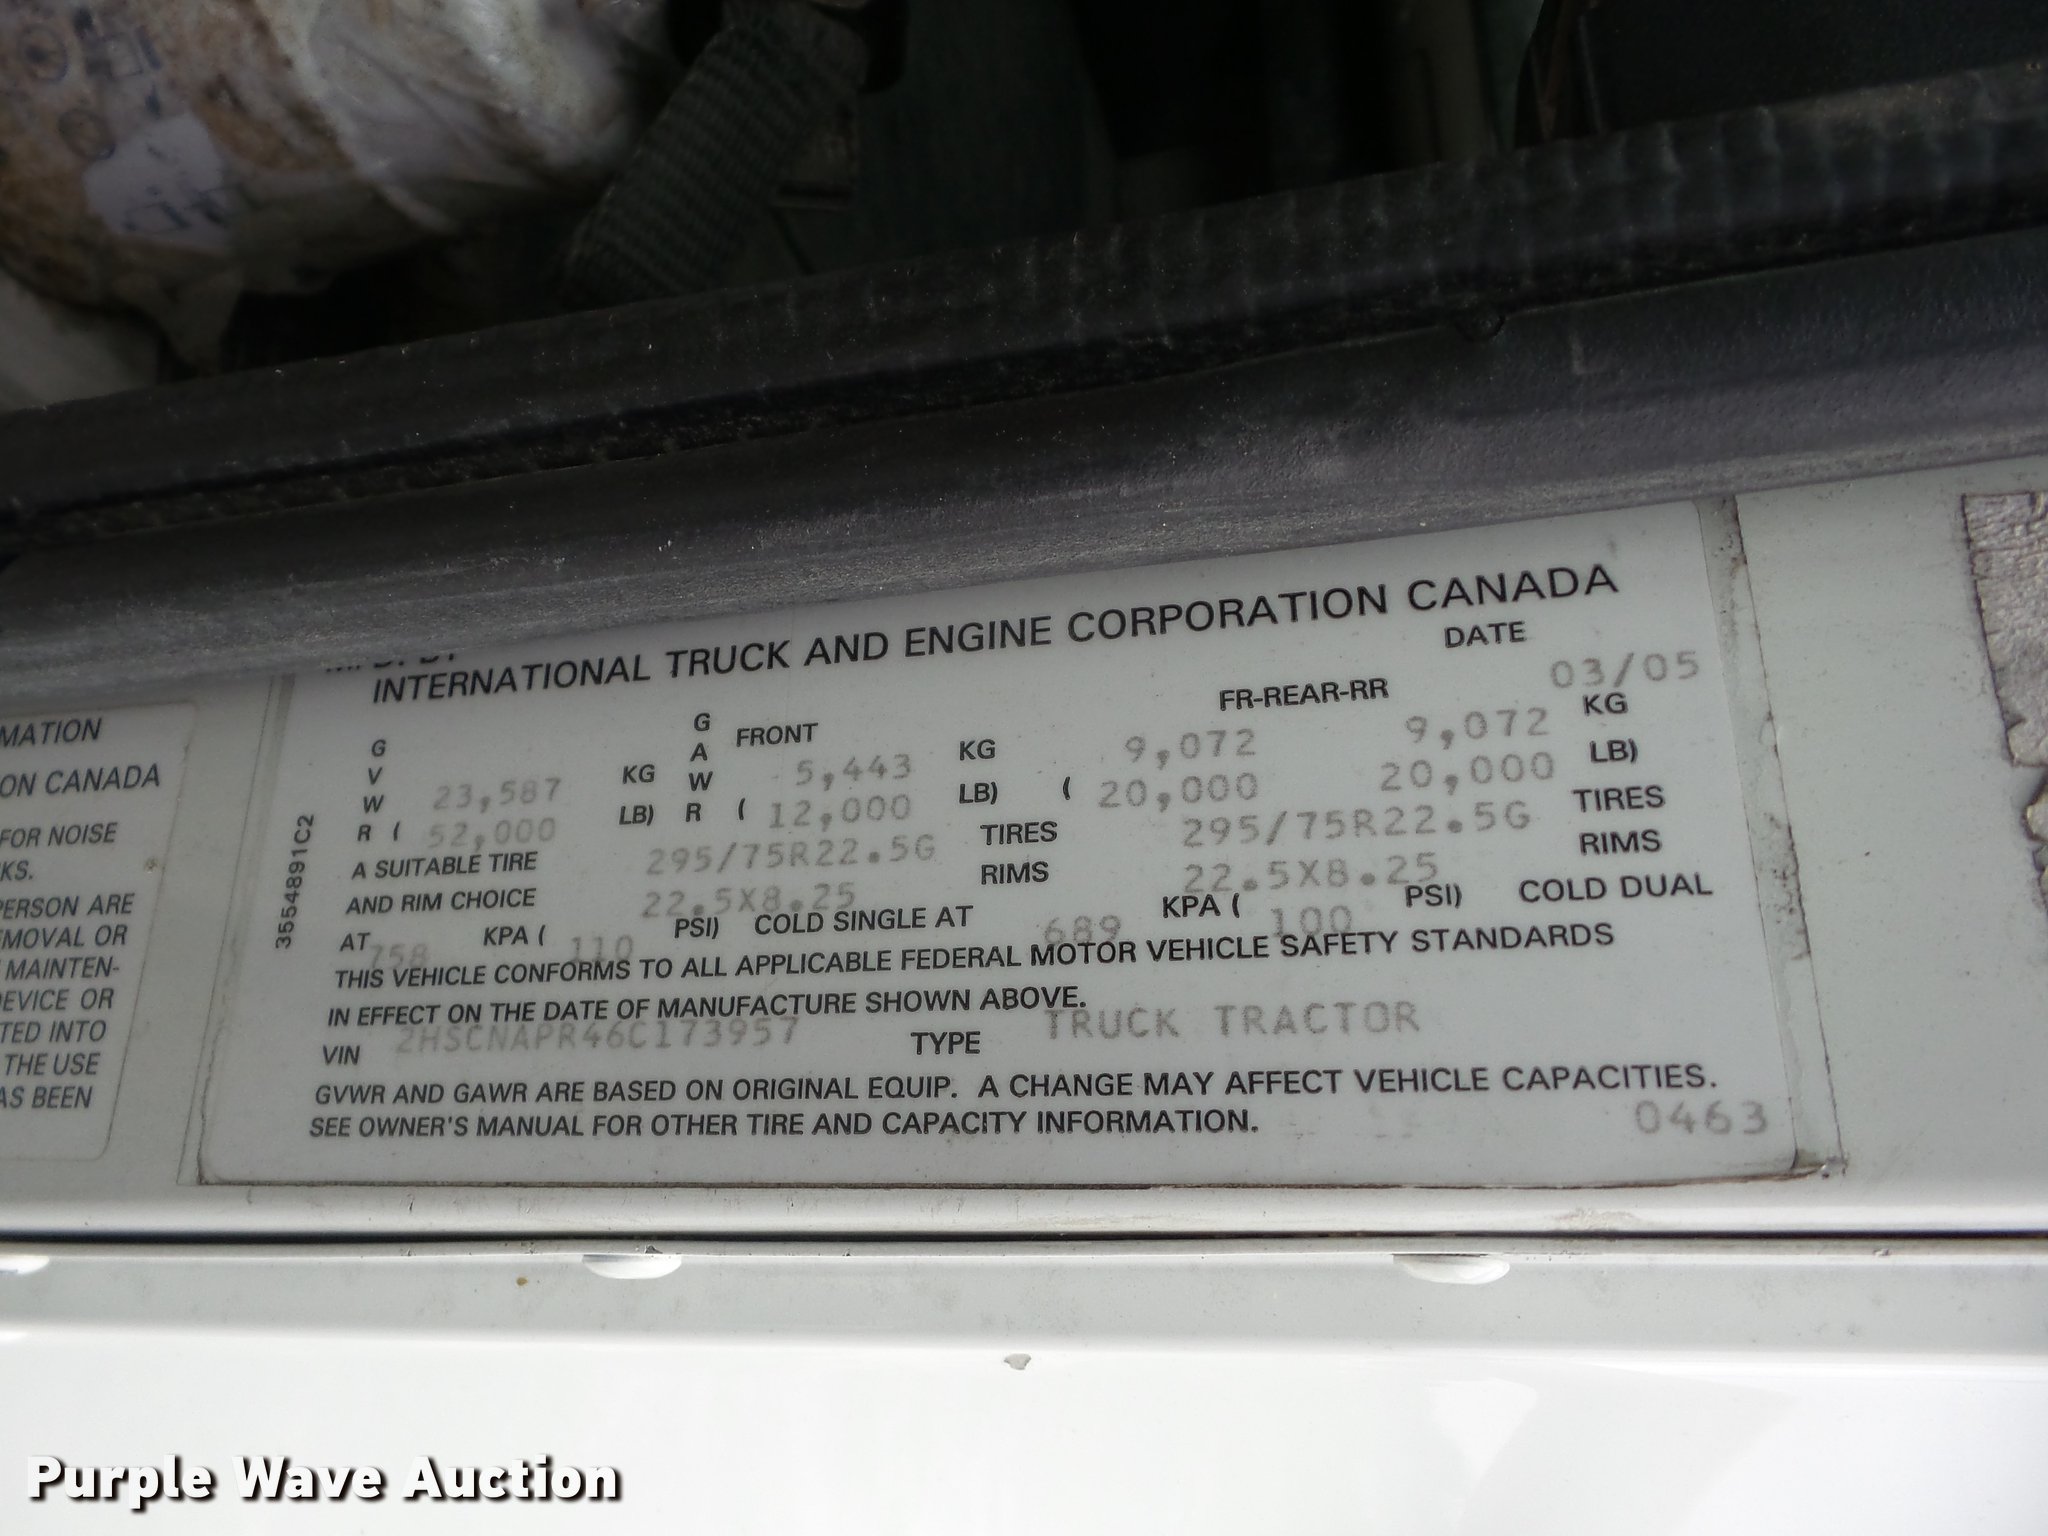 MATION
ON CANADA
FOR NOISE
KS.
PERSON ARE
EMOVAL OR
MAINTEN-
DEVICE OR
TED INTO
THE USE
AS BEEN
3554891C2
INTERNATIONAL TRUCK AND ENGINE CORPORATION CANADA
DATE
03/05
G V W R
23,587 KG
( 52,000 LB)
G A W R
FRONT
5,443 KG
( 12,000 LB)
FR-REAR-RR
9,072 9,072 KG
( 20,000 20,000 LB)
A SUITABLE TIRE 295/75R22.5G TIRES 295/75R22.5G TIRES
AND RIM CHOICE 22.5X8.25 RIMS 22.5X8.25 RIMS
AT 758 KPA ( 110 PSI) COLD SINGLE AT 689 KPA ( 100 PSI) COLD DUAL
THIS VEHICLE CONFORMS TO ALL APPLICABLE FEDERAL MOTOR VEHICLE SAFETY STANDARDS
IN EFFECT ON THE DATE OF MANUFACTURE SHOWN ABOVE.
VIN 2HSCNAPR46C173957 TYPE TRUCK TRACTOR
GVWR AND GAWR ARE BASED ON ORIGINAL EQUIP. A CHANGE MAY AFFECT VEHICLE CAPACITIES.
SEE OWNER'S MANUAL FOR OTHER TIRE AND CAPACITY INFORMATION.
0463
Purple Wave Auction